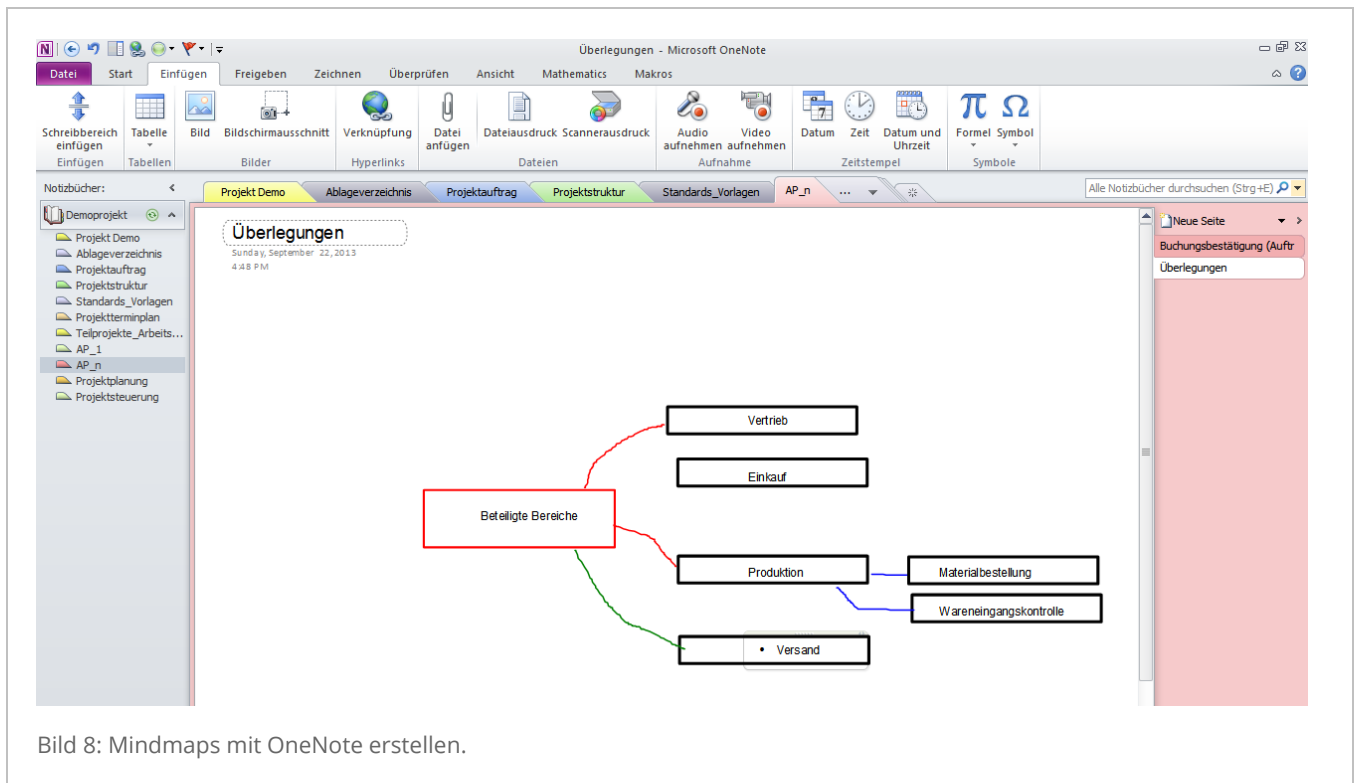 Überlegungen - Microsoft OneNote
Datei Start Einfügen Freigeben Zeichnen Überprüfen Ansicht Mathematics Makros
Schreibbereich einfügen
Tabelle
Bild
Bildschirmausschnitt
Verknüpfung
Datei anfügen
Dateiausdruck
Scannerausdruck
Audio aufnehmen
Video aufnehmen
Datum
Zeit
Datum und Uhrzeit
Formel
Symbol
Einfügen Tabellen Bilder Hyperlinks Dateien Aufnahme Zeitstempel Symbole
Notizbücher:
Projekt Demo Ablageverzeichnis Projektauftrag Projektstruktur Standards_Vorlagen AP_n ...
Alle Notizbücher durchsuchen (Strg+E)
Demoprojekt
Projekt Demo
Ablageverzeichnis
Projektauftrag
Projektstruktur
Standards_Vorlagen
Projektterminplan
Teilprojekte_Arbeits...
AP_1
AP_n
Projektplanung
Projektsteuerung
Überlegungen
Sunday, September 22, 2013
4:48 PM
Vertrieb
Einkauf
Beteiligte Bereiche
Produktion
Materialbestellung
Wareneingangskontrolle
• Versand
Neue Seite
Buchungsbestätigung (Auftr
Überlegungen
Bild 8: Mindmaps mit OneNote erstellen.